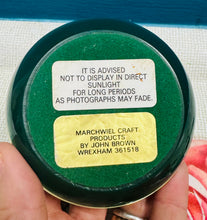 IT IS ADVISED
NOT TO DISPLAY IN DIRECT
SUNLIGHT
FOR LONG PERIODS
AS PHOTOGRAPHS MAY FADE.
MARCHWIEL CRAFT
PRODUCTS
BY JOHN BROWN
WREXHAM 361518